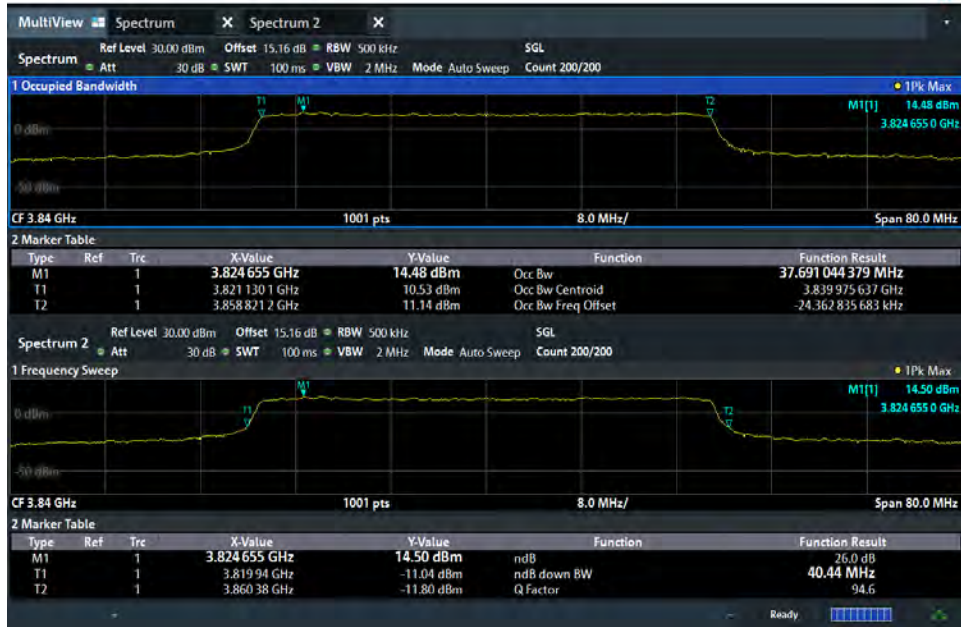 MultiView Spectrum X Spectrum 2 X
Spectrum Ref Level 30.00 dBm Offset 15.16 dB RBW 500 kHz SGL
Att 30 dB SWT 100 ms VBW 2 MHz Mode Auto Sweep Count 200/200
1 Occupied Bandwidth 1Pk Max
T1 M1 T2 M1[1] 14.48 dBm
3.824 655 0 GHz
0 dBm
-50 dBm
CF 3.84 GHz 1001 pts 8.0 MHz/ Span 80.0 MHz
2 Marker Table
Type Ref Trc X-Value Y-Value Function Function Result
M1 1 3.824 655 GHz 14.48 dBm Occ Bw 37.691 044 379 MHz
T1 1 3.821 130 1 GHz 10.53 dBm Occ Bw Centroid 3.839 975 637 GHz
T2 1 3.858 821 2 GHz 11.14 dBm Occ Bw Freq Offset -24.362 835 683 kHz
Spectrum 2 Ref Level 30.00 dBm Offset 15.16 dB RBW 500 kHz SGL
Att 30 dB SWT 100 ms VBW 2 MHz Mode Auto Sweep Count 200/200
1 Frequency Sweep 1Pk Max
M1 M1[1] 14.50 dBm
3.824 655 0 GHz
0 dBm T1 T2
-50 dBm
CF 3.84 GHz 1001 pts 8.0 MHz/ Span 80.0 MHz
2 Marker Table
Type Ref Trc X-Value Y-Value Function Function Result
M1 1 3.824 655 GHz 14.50 dBm ndB 26.0 dB
T1 1 3.819 94 GHz -11.04 dBm ndB down BW 40.44 MHz
T2 1 3.860 38 GHz -11.80 dBm Q Factor 94.6
Ready